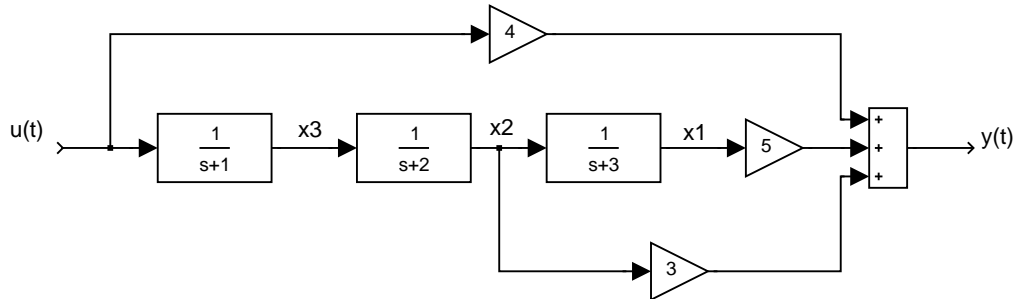 4
u(t)
1
s+1
x3
1
s+2
x2
1
s+3
x1
5
+
+
+
y(t)
3